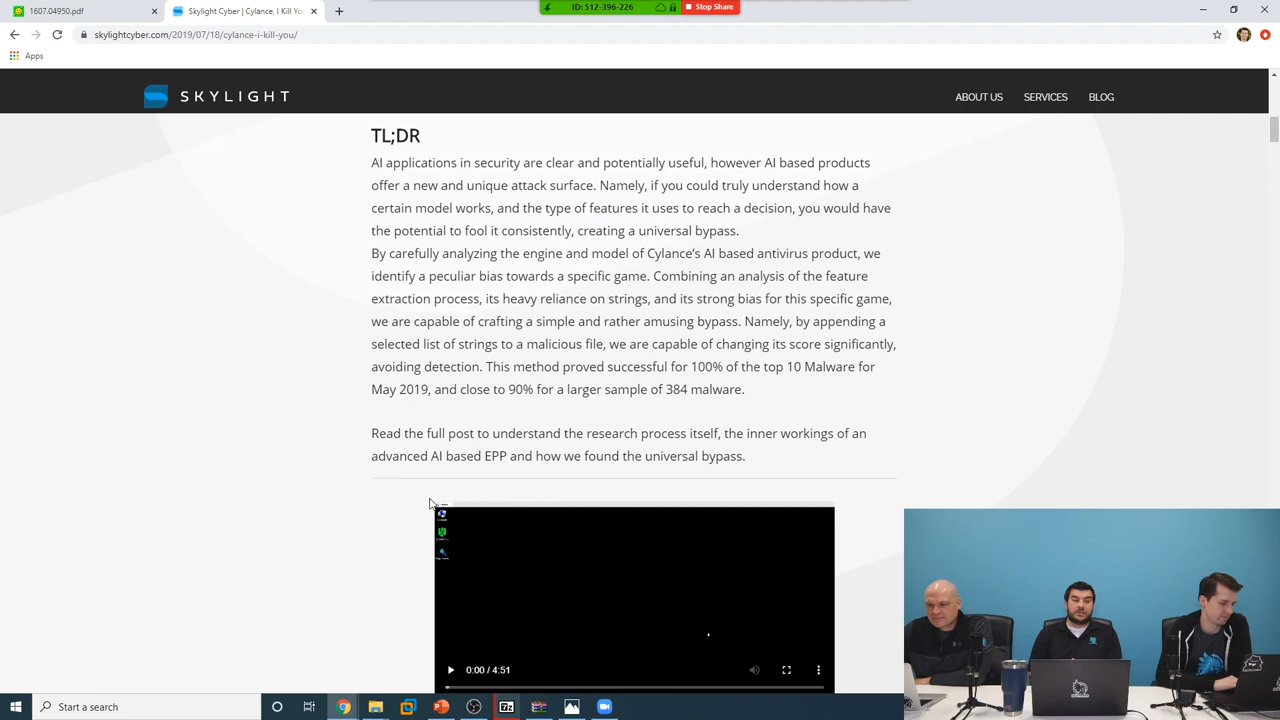 1607.04950.pdf
Skylight Cyber | Cylance, I Kill You
ID: 512-396-226
Stop Share
skylightcyber.com/2019/07/18/cylance-i-kill-you/
Apps
SKYLIGHT
ABOUT US
SERVICES
BLOG
TL;DR
AI applications in security are clear and potentially useful, however AI based products
offer a new and unique attack surface. Namely, if you could truly understand how a
certain model works, and the type of features it uses to reach a decision, you would have
the potential to fool it consistently, creating a universal bypass.
By carefully analyzing the engine and model of Cylance's AI based antivirus product, we
identify a peculiar bias towards a specific game. Combining an analysis of the feature
extraction process, its heavy reliance on strings, and its strong bias for this specific game,
we are capable of crafting a simple and rather amusing bypass. Namely, by appending a
selected list of strings to a malicious file, we are capable of changing its score significantly,
avoiding detection. This method proved successful for 100% of the top 10 Malware for
May 2019, and close to 90% for a larger sample of 384 malware.
Read the full post to understand the research process itself, the inner workings of an
advanced AI based EPP and how we found the universal bypass.
0:00 / 4:51
Start a search